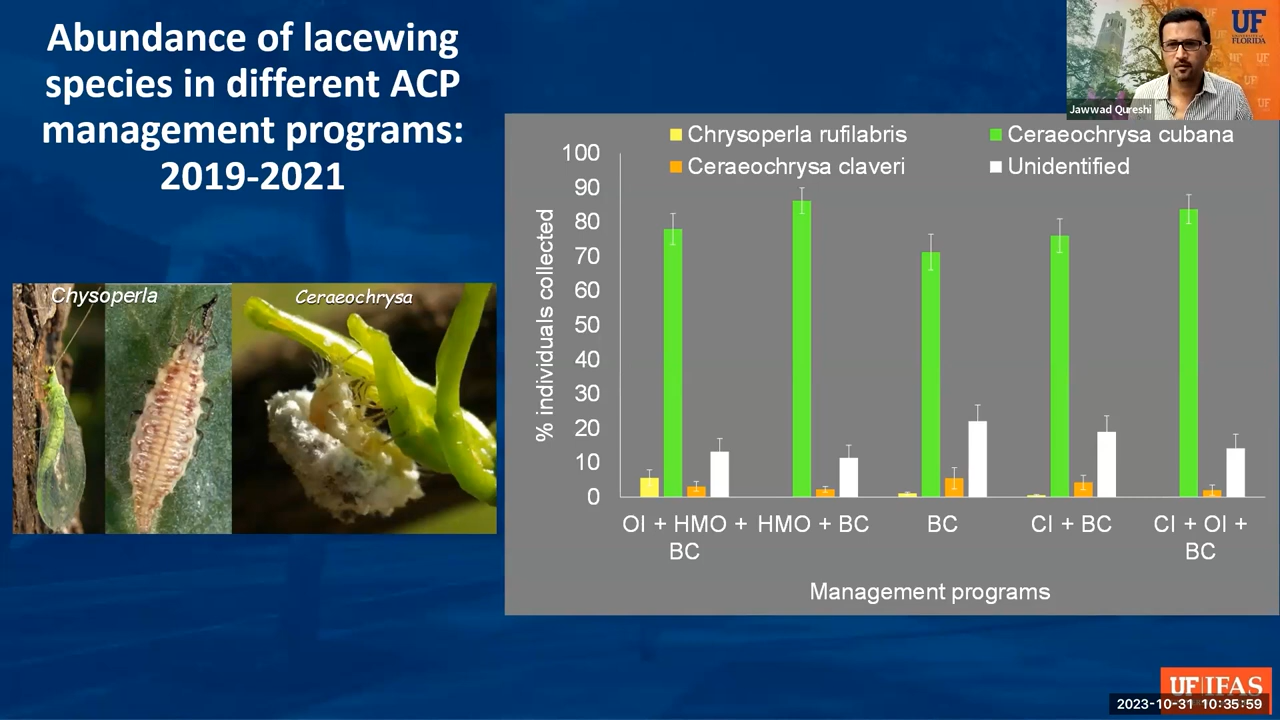 Abundance of lacewing
species in different ACP
management programs:
2019-2021
UF
UNIVERSITY of
FLORIDA
Jawwad Qureshi
Chysoperla
Ceraeochrysa
Chrysoperla rufilabris
Ceraeochrysa cubana
Ceraeochrysa claveri
Unidentified
% individuals collected
100
90
80
70
60
50
40
30
20
10
0
OI + HMO +
BC
HMO + BC
BC
CI + BC
CI + OI +
BC
Management programs
UF IFAS
2023-10-31 10:35:59